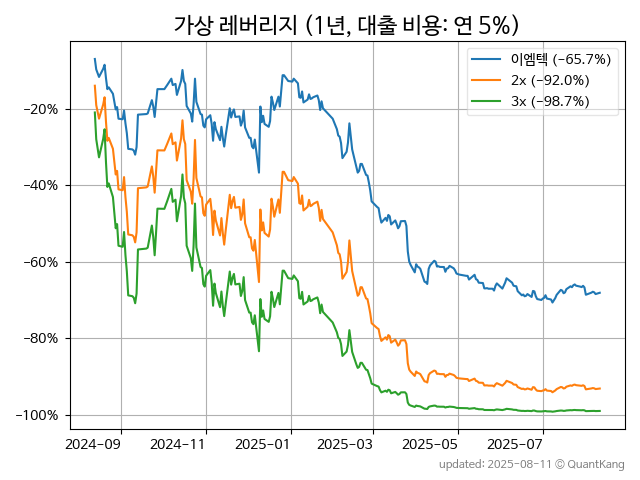 가상 레버리지 (1년, 대출 비용: 연 5%)
이엠텍 (−65.7%)
2x (−92.0%)
3x (−98.7%)
−20%
−40%
−60%
−80%
−100%
2024-09 2024-11 2025-01 2025-03 2025-05 2025-07
updated: 2025-08-11 © QuantKang